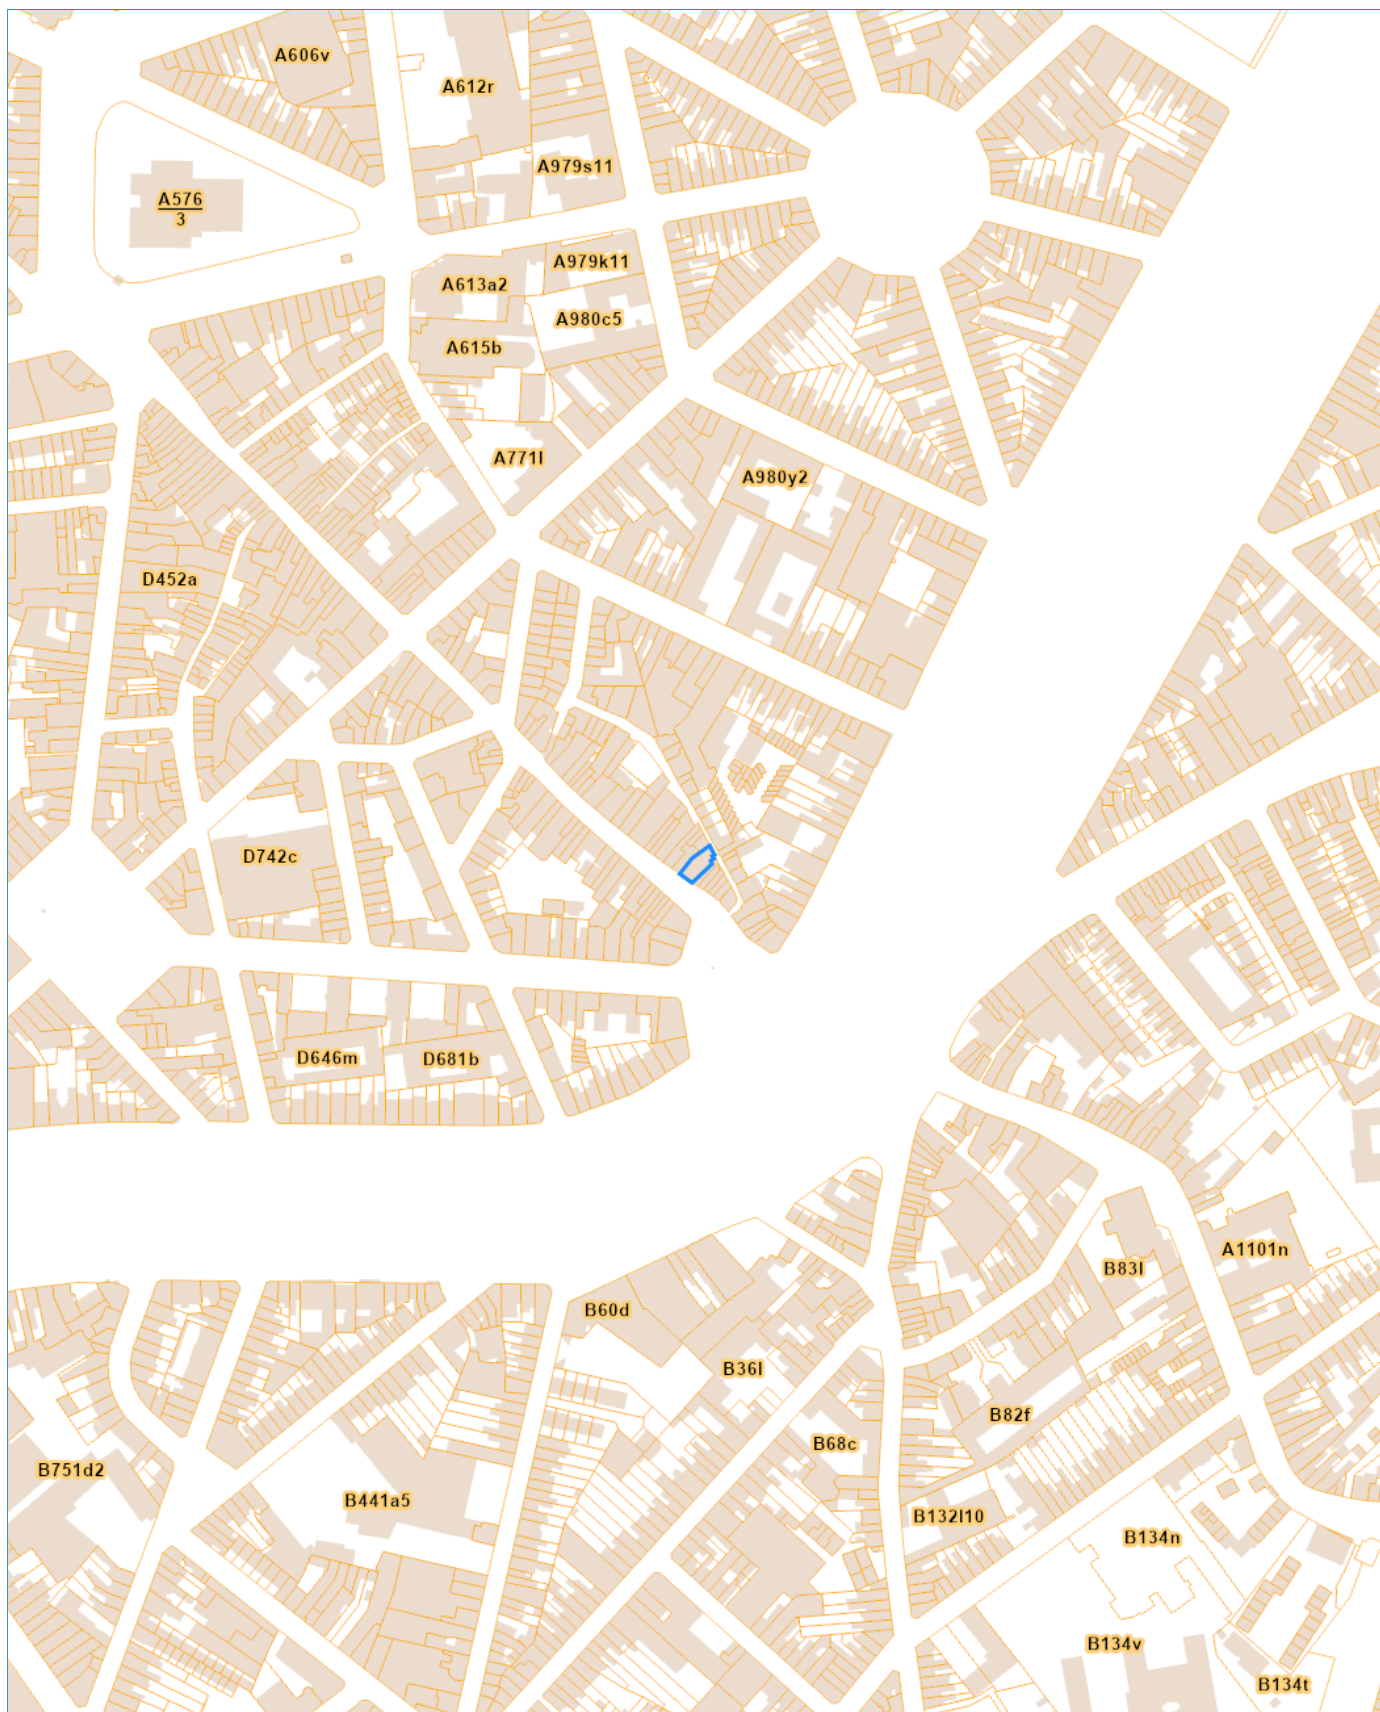 A606v
A612r
A979s11
A576
3
A979k11
A613a2
A980c5
A615b
A771l
A980y2
D452a
D742c
D646m
D681b
A1101n
B83l
B60d
B36l
B82f
B68c
B751d2
B441a5
B132l10
B134n
B134v
B134t